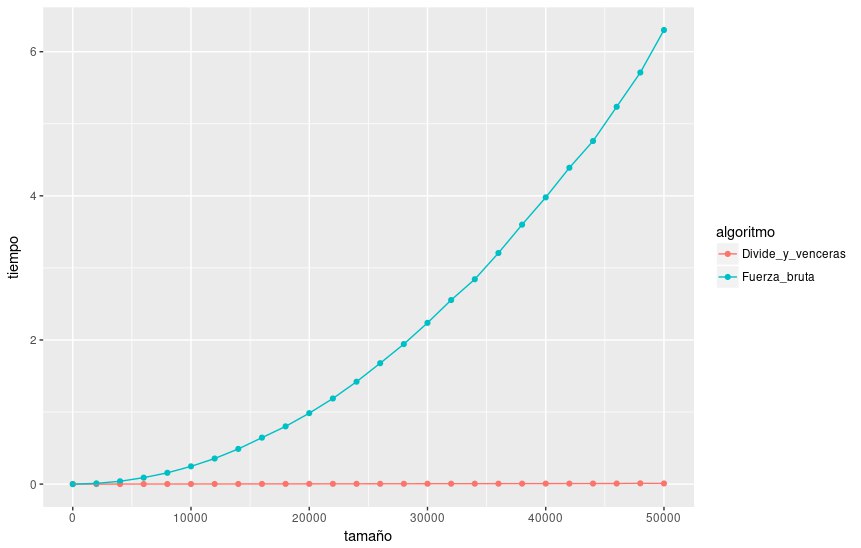 6
4
2
0
tiempo
0 10000 20000 30000 40000 50000
tamaño
algoritmo
Divide_y_venceras
Fuerza_bruta